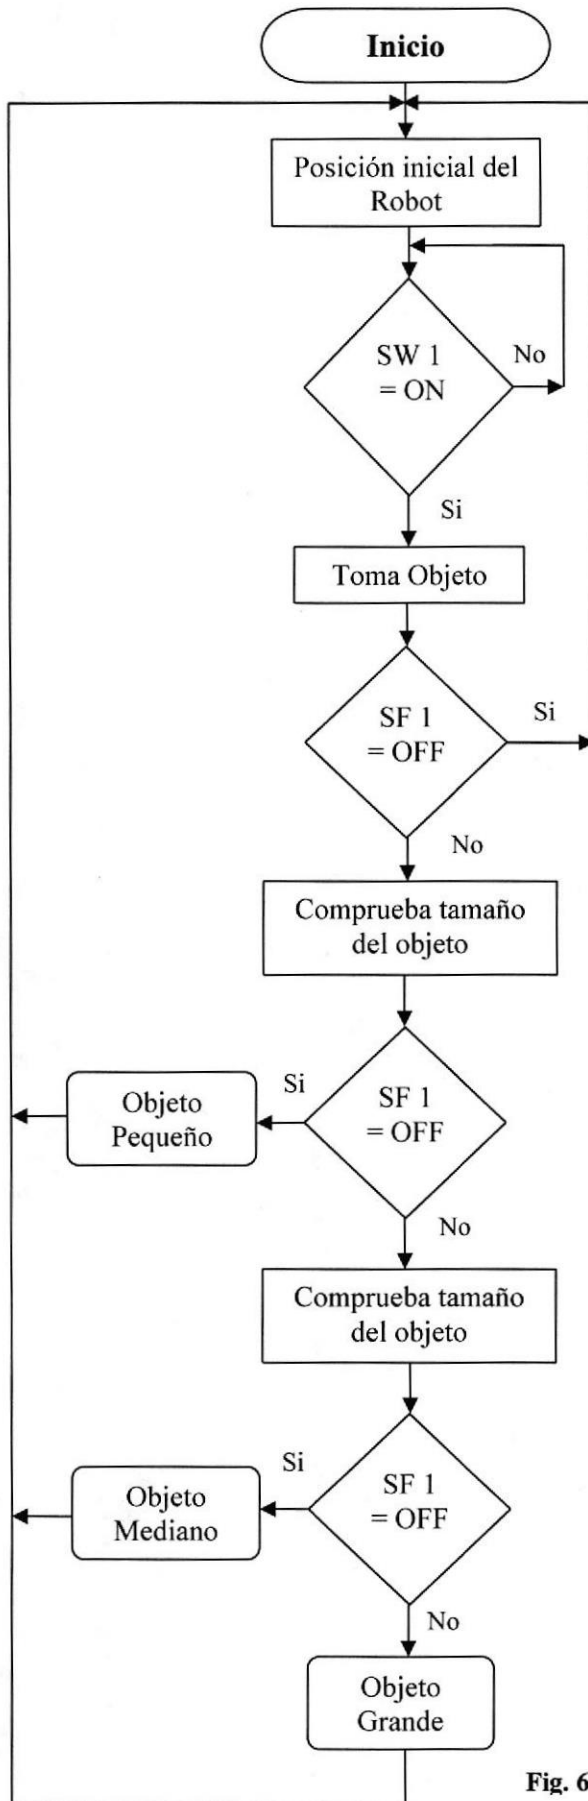 Inicio
Posición inicial del
Robot
SW 1
= ON
No
Si
Toma Objeto
SF 1
= OFF
Si
No
Comprueba tamaño
del objeto
Objeto
Pequeño
Si
SF 1
= OFF
No
Comprueba tamaño
del objeto
Objeto
Mediano
Si
SF 1
= OFF
No
Objeto
Grande
Fig. 6